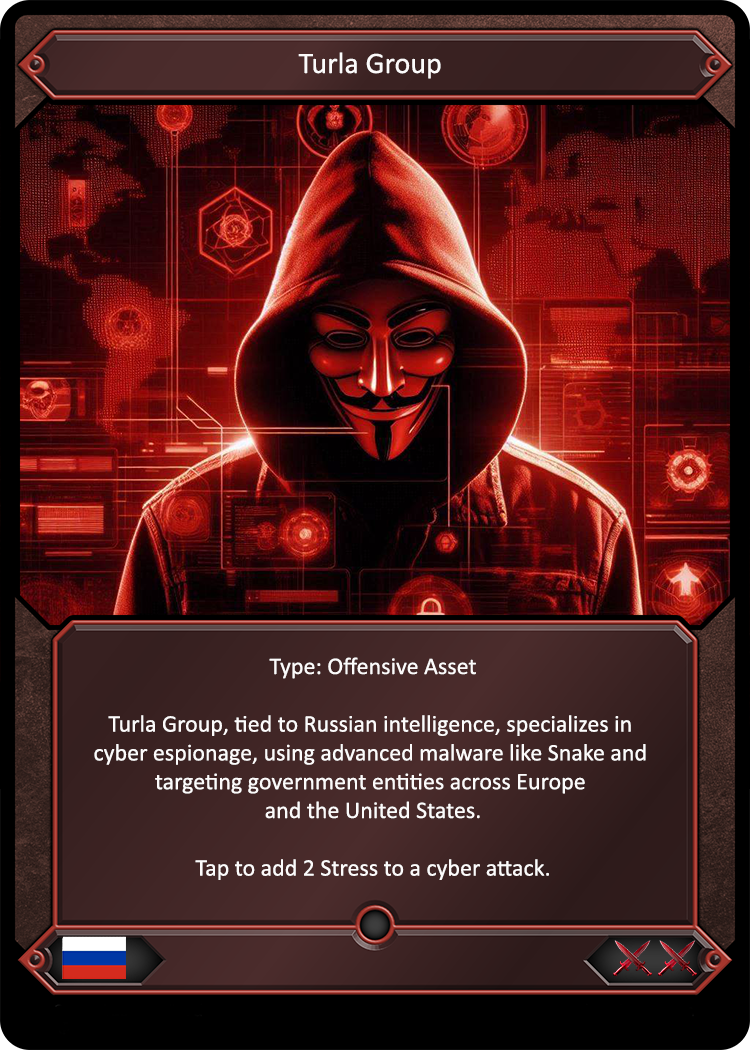 Turla Group
Type: Offensive Asset
Turla Group, tied to Russian intelligence, specializes in
cyber espionage, using advanced malware like Snake and
targeting government entities across Europe
and the United States.
Tap to add 2 Stress to a cyber attack.